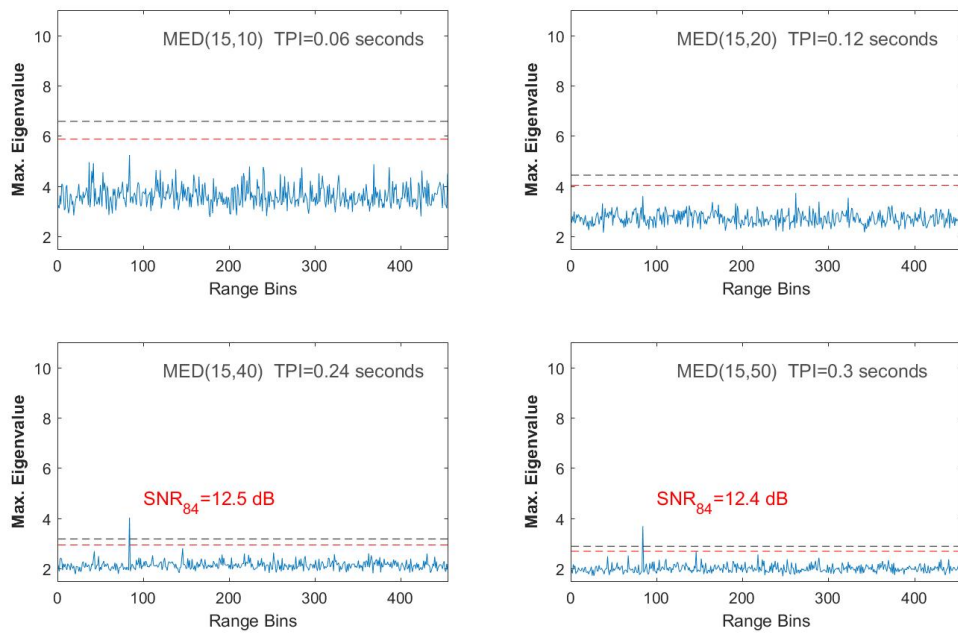 10
MED(15,10) TPI=0.06 seconds
8
6
4
2
Max. Eigenvalue
0 100 200 300 400
Range Bins
10
MED(15,20) TPI=0.12 seconds
8
6
4
2
Max. Eigenvalue
0 100 200 300 400
Range Bins
10
MED(15,40) TPI=0.24 seconds
8
6
SNR84=12.5 dB
4
2
Max. Eigenvalue
0 100 200 300 400
Range Bins
10
MED(15,50) TPI=0.3 seconds
8
6
SNR84=12.4 dB
4
2
Max. Eigenvalue
0 100 200 300 400
Range Bins